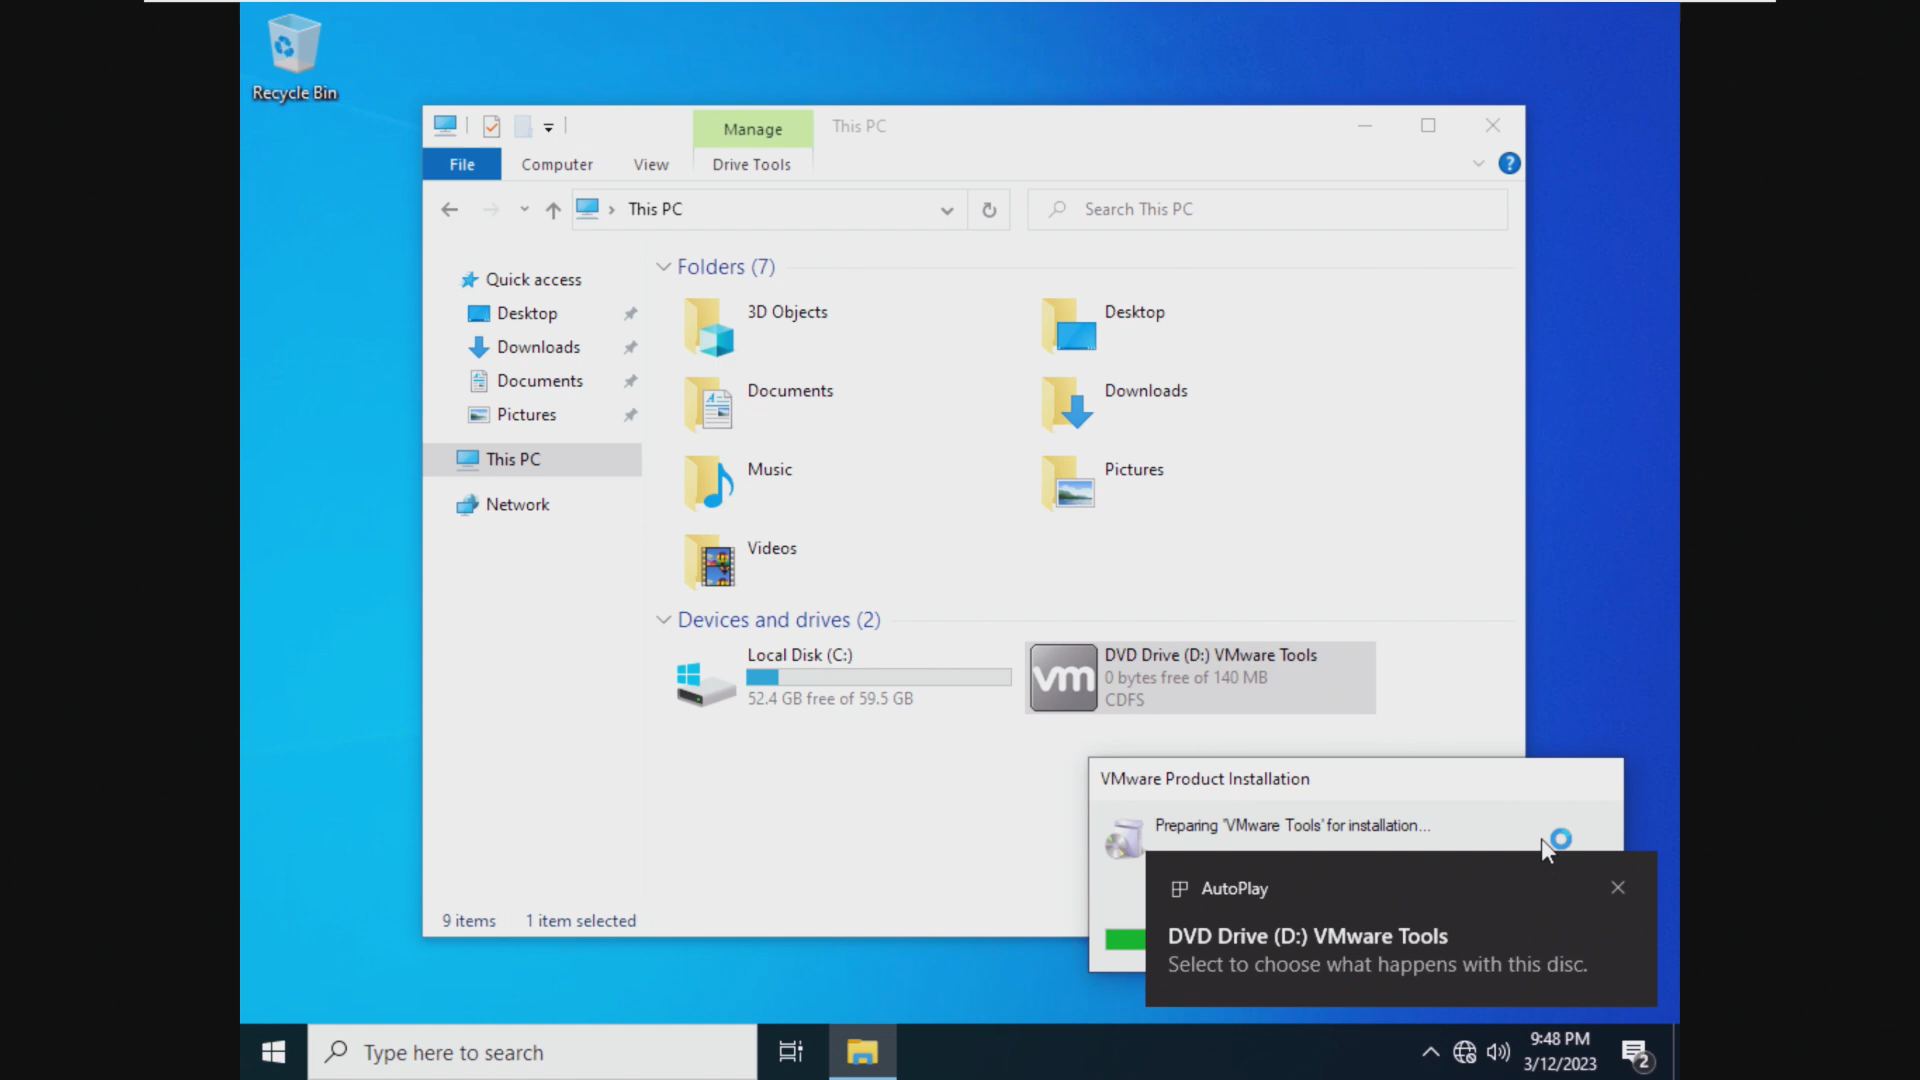 Recycle Bin
Manage
This PC
File
Computer
View
Drive Tools
?
This PC
Search This PC
Quick access
Desktop
Downloads
Documents
Pictures
This PC
Network
Folders (7)
3D Objects
Desktop
Documents
Downloads
Music
Pictures
Videos
Devices and drives (2)
Local Disk (C:)
52.4 GB free of 59.5 GB
vm
DVD Drive (D:) VMware Tools
0 bytes free of 140 MB
CDFS
9 items
1 item selected
VMware Product Installation
Preparing 'VMware Tools' for installation...
AutoPlay
DVD Drive (D:) VMware Tools
Select to choose what happens with this disc.
Type here to search
9:48 PM
3/12/2023
2